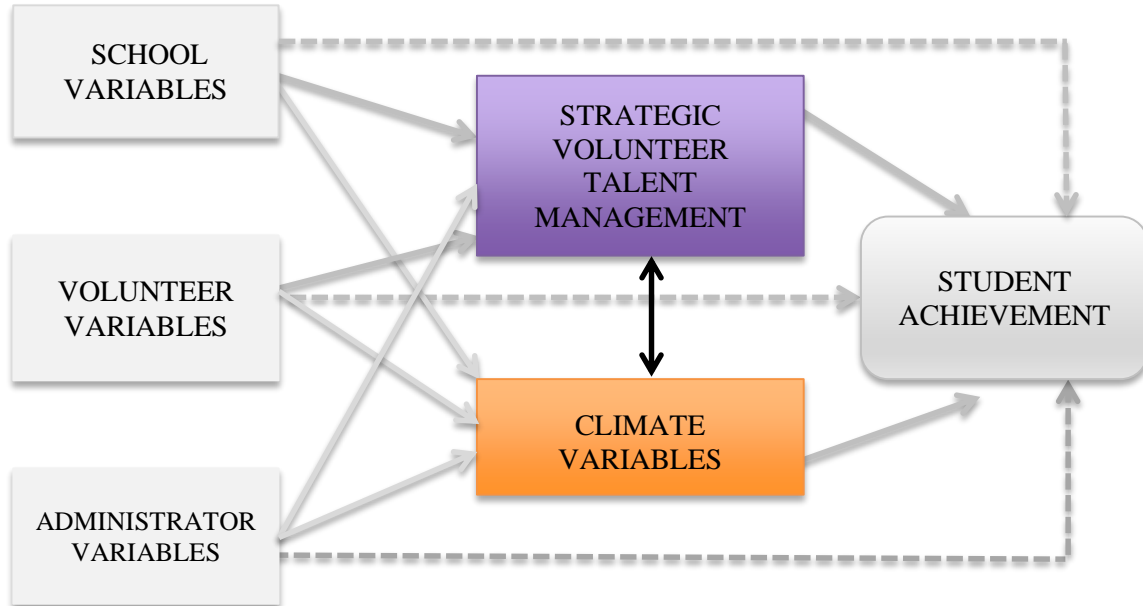 SCHOOL
VARIABLES
STRATEGIC
VOLUNTEER
TALENT
MANAGEMENT
VOLUNTEER
VARIABLES
STUDENT
ACHIEVEMENT
CLIMATE
VARIABLES
ADMINISTRATOR
VARIABLES